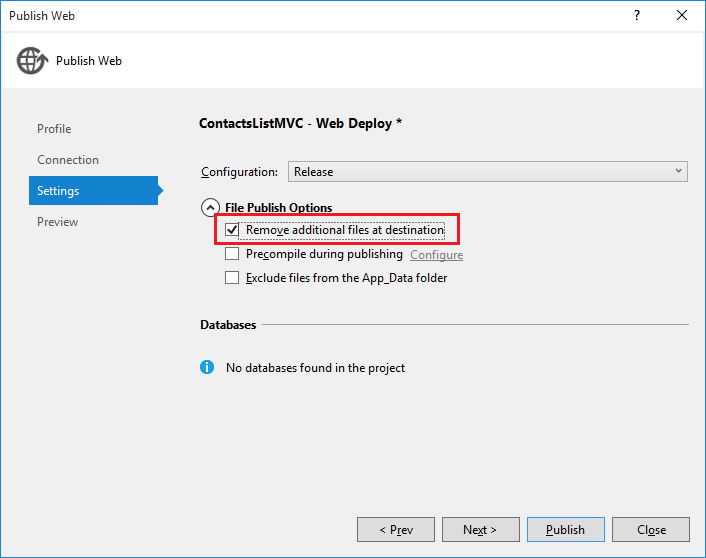 Publish Web
Publish Web
Profile
Connection
Settings
Preview
ContactsListMVC - Web Deploy *
Configuration: Release
File Publish Options
Remove additional files at destination
Precompile during publishing Configure
Exclude files from the App_Data folder
Databases
No databases found in the project
< Prev Next > Publish Close